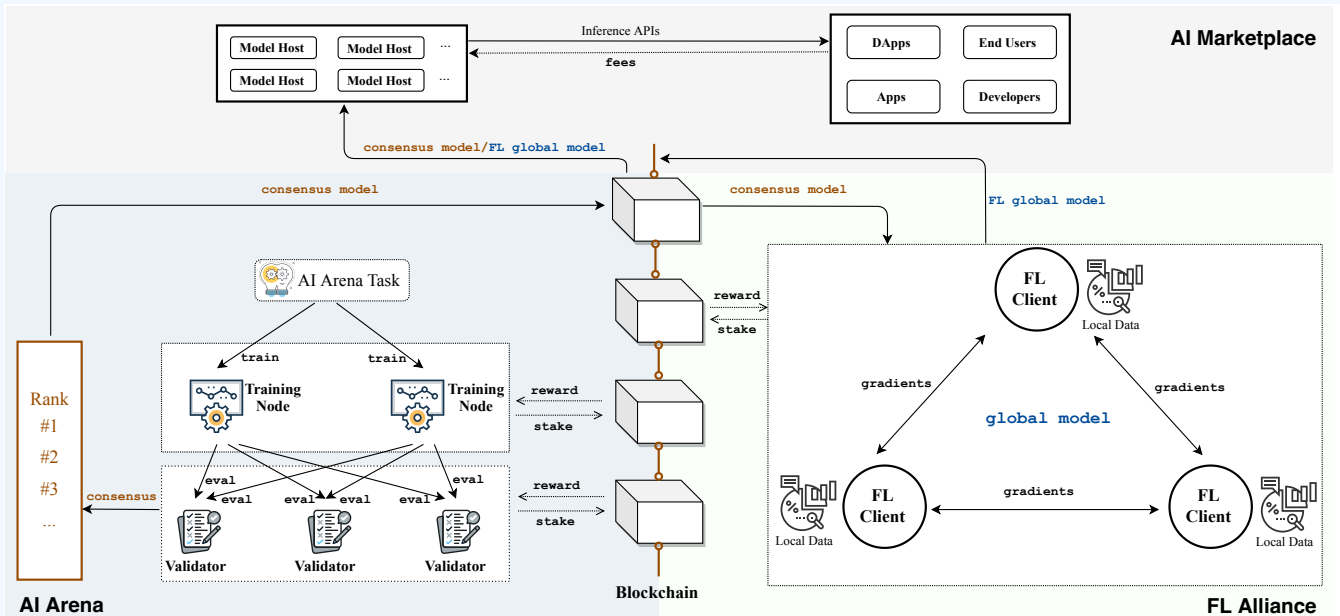 AI Marketplace
Model Host
Model Host
...
Model Host
Model Host
...
Inference APIs
fees
DApps
End Users
Apps
Developers
consensus model/FL global model
consensus model
consensus model
FL global model
AI Arena Task
train
train
Training
Node
Training
Node
reward
stake
eval
eval
eval
eval
eval
eval
Validator
Validator
Validator
reward
stake
Rank
#1
#2
#3
...
consensus
reward
stake
Blockchain
FL
Client
Local Data
gradients
gradients
global model
FL
Client
Local Data
gradients
FL
Client
Local Data
AI Arena
FL Alliance